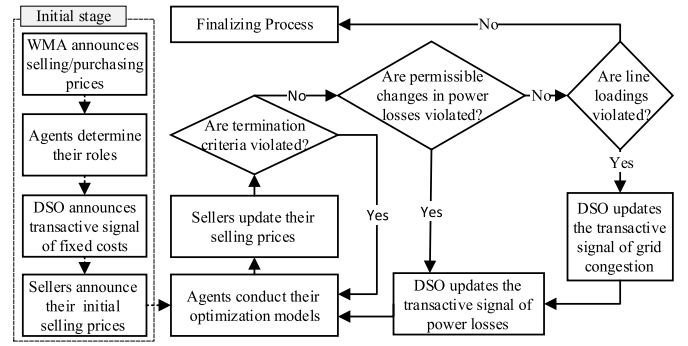 Initial stage
WMA announces
selling/purchasing
prices
Agents determine
their roles
DSO announces
transactive signal
of fixed costs
Sellers announce
their initial
selling prices
Finalizing Process
No
Are permissible
changes in power
losses violated?
No
Are line
loadings
violated?
No
Are termination
criteria violated?
Yes
Yes
Yes
Sellers update their
selling prices
DSO updates
the transactive
signal of grid
congestion
Agents conduct their
optimization models
DSO updates the
transactive signal of
power losses